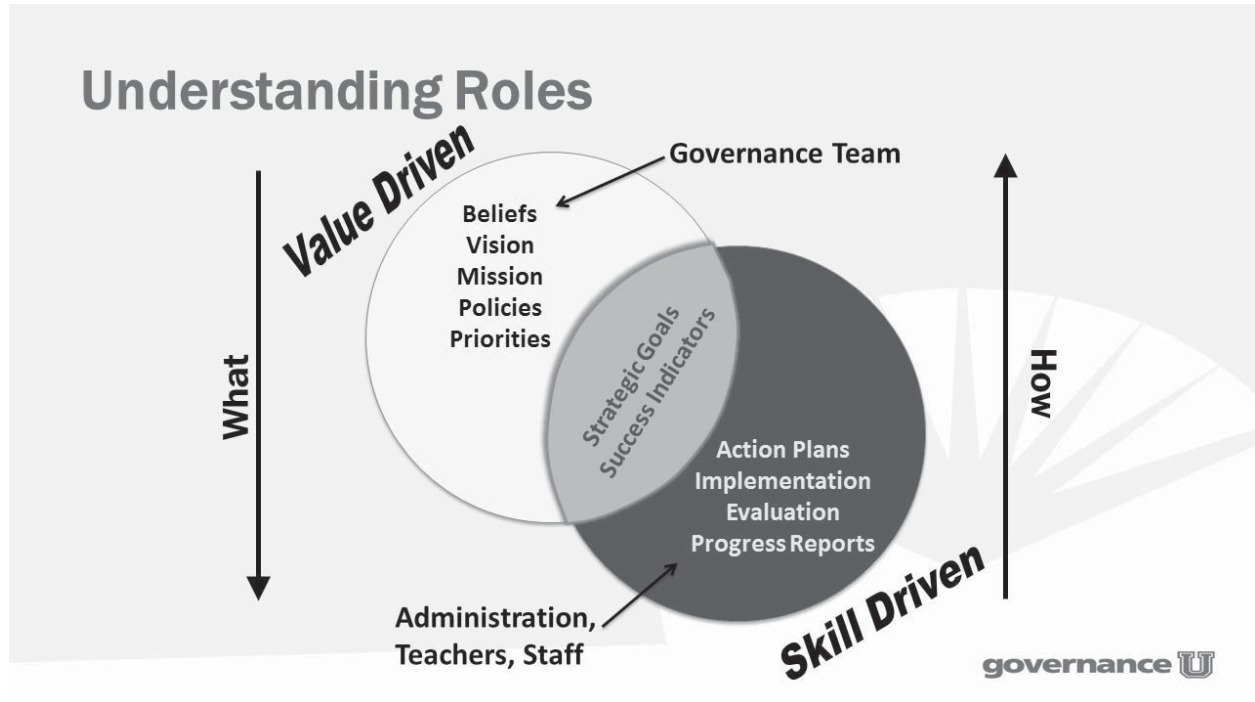 Understanding Roles
Value Driven
Governance Team
Beliefs
Vision
Mission
Policies
Priorities
What
How
Strategic Goals
Success Indicators
Action Plans
Implementation
Evaluation
Progress Reports
Administration,
Teachers, Staff
Skill Driven
governance U